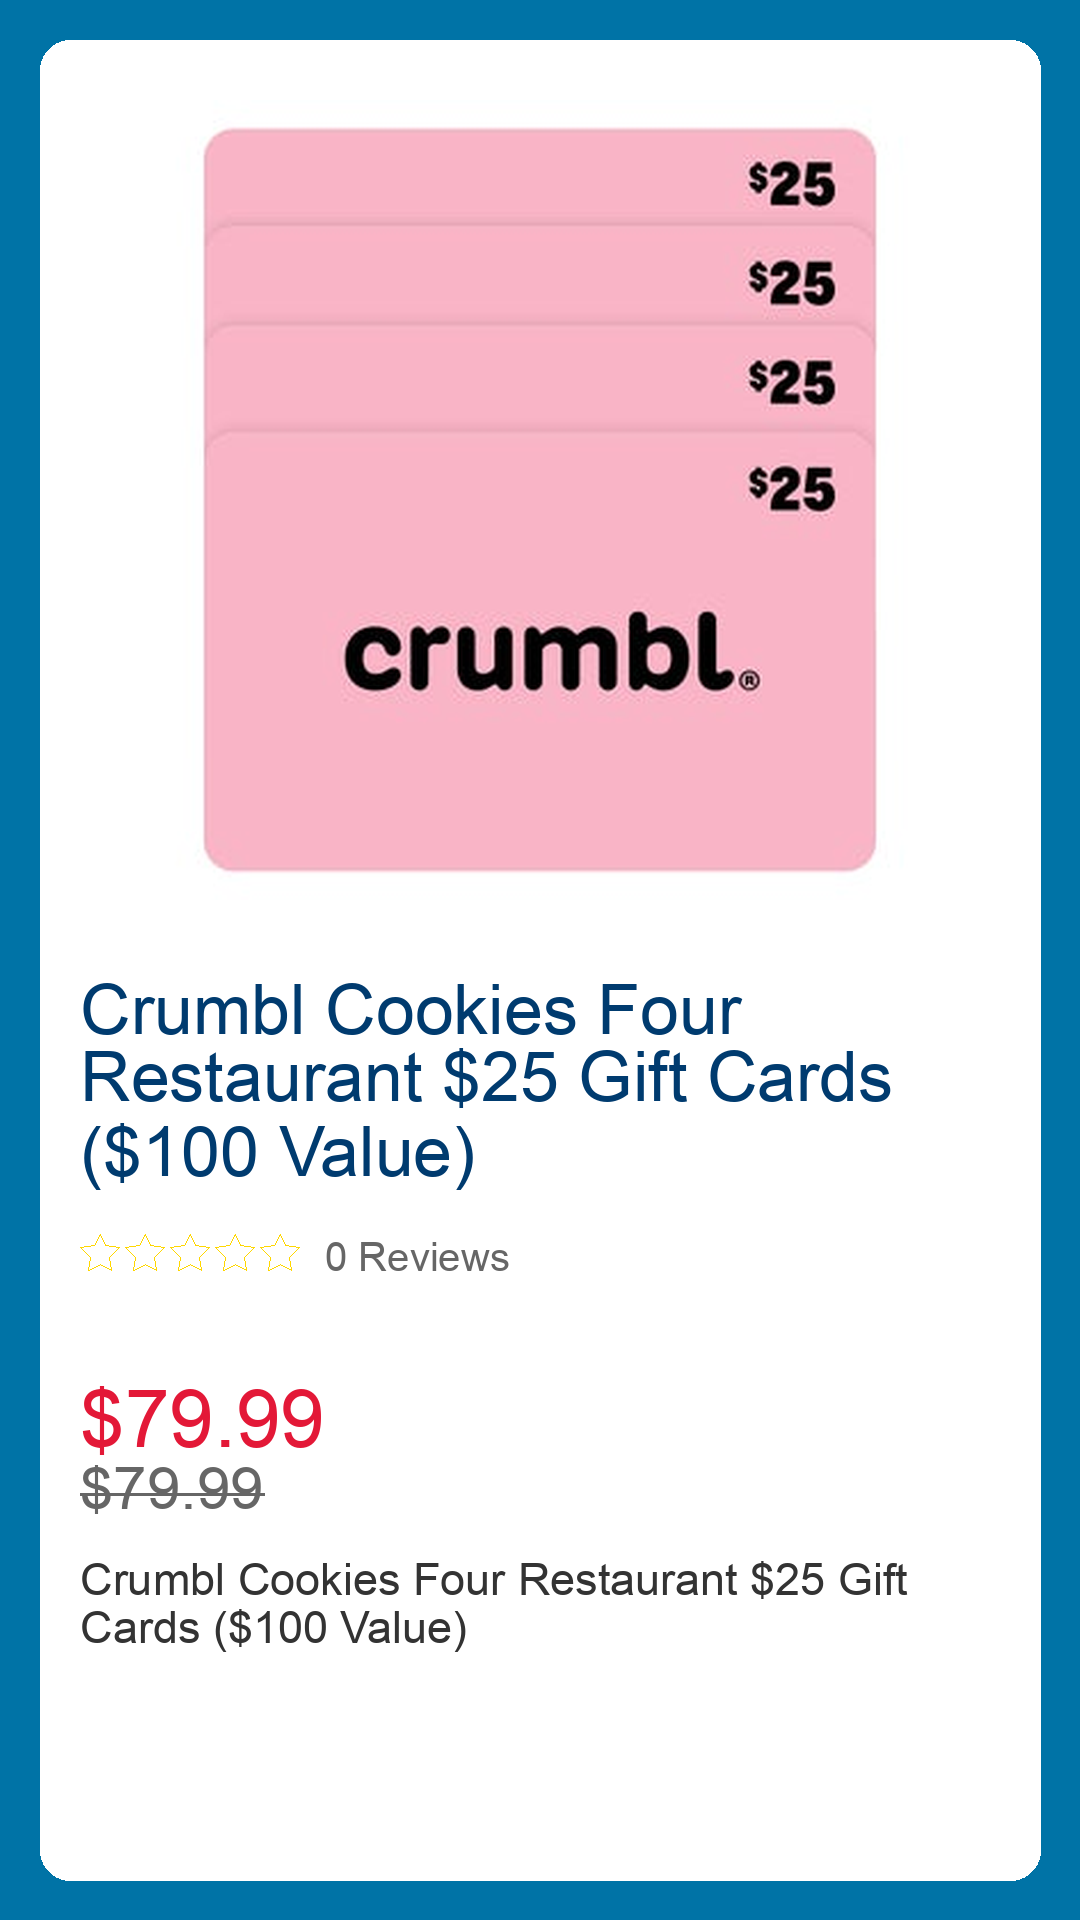 $25
$25
$25
$25
crumbl®
Crumbl Cookies Four
Restaurant $25 Gift Cards
($100 Value)
0 Reviews
$79.99
$79.99
Crumbl Cookies Four Restaurant $25 Gift
Cards ($100 Value)